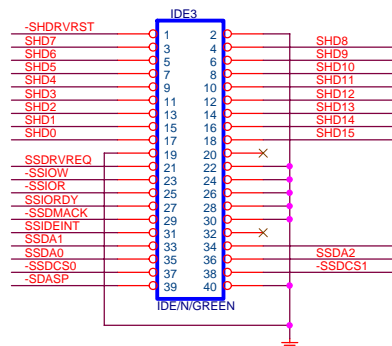 IDE3
-SHDRVRST 1 2
SHD7 3 4 SHD8
SHD6 5 6 SHD9
SHD5 7 8 SHD10
SHD4 9 10 SHD11
SHD3 11 12 SHD12
SHD2 13 14 SHD13
SHD1 15 16 SHD14
SHD0 17 18 SHD15
19 20
SSDRVREQ 21 22
-SSIOW 23 24
-SSIOR 25 26
SSIORDY 27 28
-SSDMACK 29 30
SSIDEINT 31 32
SSDA1 33 34
SSDA0 35 36 SSDA2
-SSDCS0 37 38 -SSDCS1
-SDASP 39 40
IDE/N/GREEN